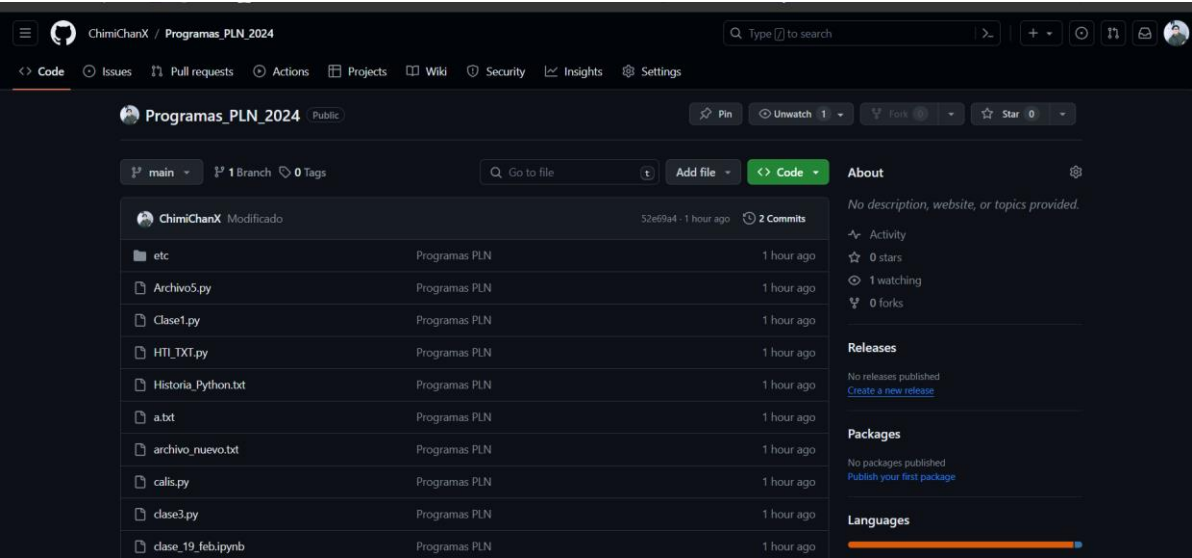 ChimiChanX / Programas_PLN_2024
Type / to search
Code Issues Pull requests Actions Projects Wiki Security Insights Settings
Programas_PLN_2024 Public
Pin Unwatch 1 Fork 0 Star 0
main 1 Branch 0 Tags
Go to file t Add file Code
About
No description, website, or topics provided.
ChimiChanX Modificado 52e69a4 · 1 hour ago 2 Commits
Activity
etc Programas PLN 1 hour ago
0 stars
1 watching
Archivo5.py Programas PLN 1 hour ago
0 forks
Clase1.py Programas PLN 1 hour ago
Releases
HTI_TXT.py Programas PLN 1 hour ago
No releases published
Historia_Python.txt Programas PLN 1 hour ago
Create a new release
a.txt Programas PLN 1 hour ago
Packages
archivo_nuevo.txt Programas PLN 1 hour ago
No packages published
Publish your first package
calis.py Programas PLN 1 hour ago
clase3.py Programas PLN 1 hour ago
Languages
clase_19_feb.ipynb Programas PLN 1 hour ago